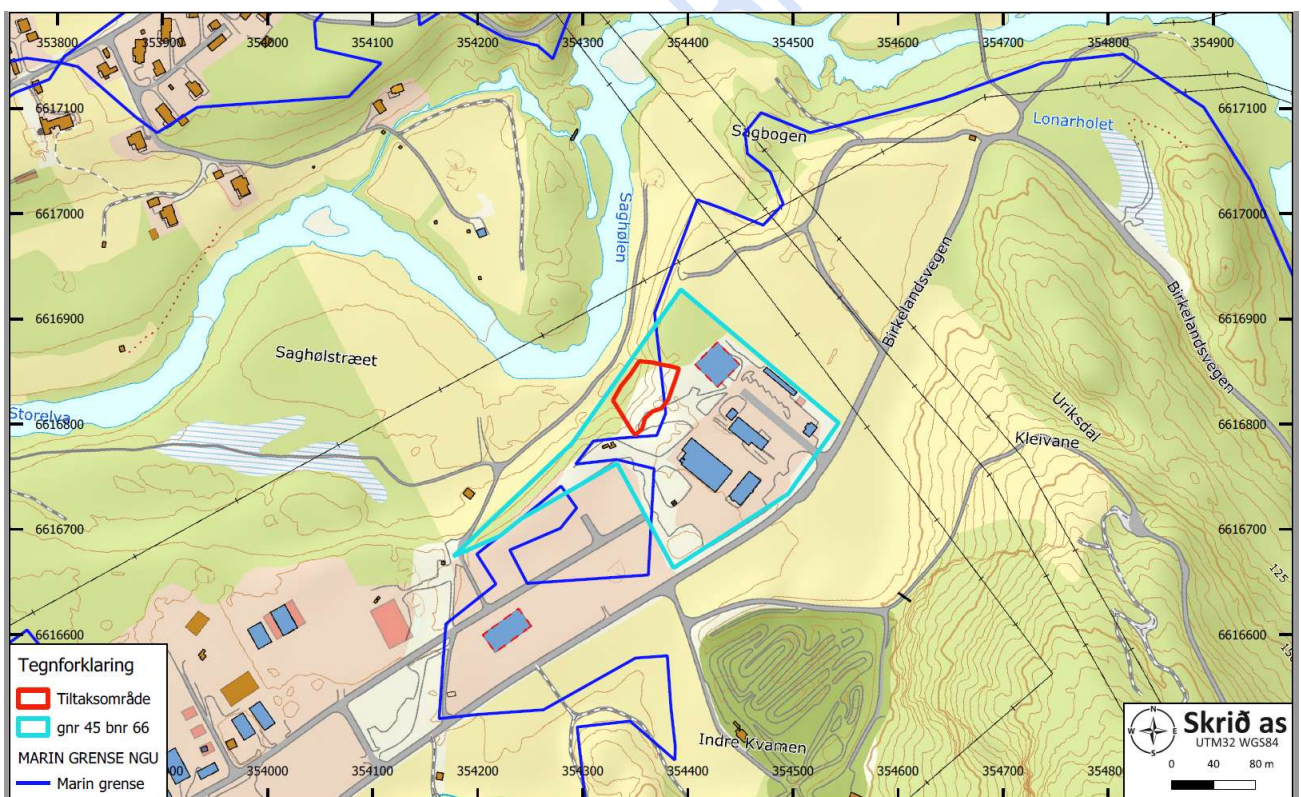 353800 353900 354000 354100 354200 354300 354400 354500 354600 354700 354800 354900
6617100 6617100
Sagbogen
Lonarholet
6617000 6617000
Saghølen
Birkelandsvegen
Birkelandsvegen
6616900 6616900
Saghølstræet
Uriksdal
Storelva
6616800 6616800
Kleivane
6616700 6616700
125
6616600 6616600
Indre Kvamen
Tegnforklaring
Tiltaksområde
gnr 45 bnr 66
MARIN GRENSE NGU
Marin grense
354000 354100 354200 354300 354400 354500 354600 354700
N
W E
S
Skrið as
UTM32 WGS84
0 40 80 m